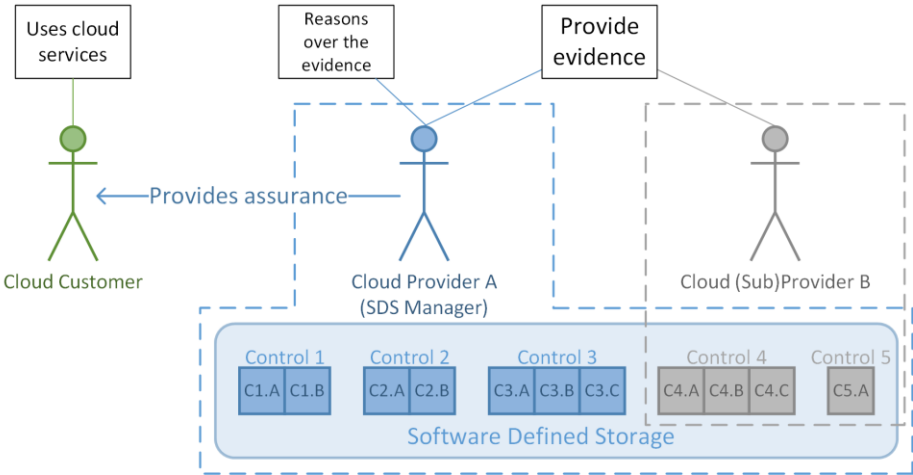 Uses cloud
services
Reasons
over the
evidence
Provide
evidence
Provides assurance
Cloud Customer
Cloud Provider A
(SDS Manager)
Cloud (Sub)Provider B
Control 1
Control 2
Control 3
Control 4
Control 5
C1.A C1.B
C2.A C2.B
C3.A C3.B C3.C
C4.A C4.B C4.C
C5.A
Software Defined Storage